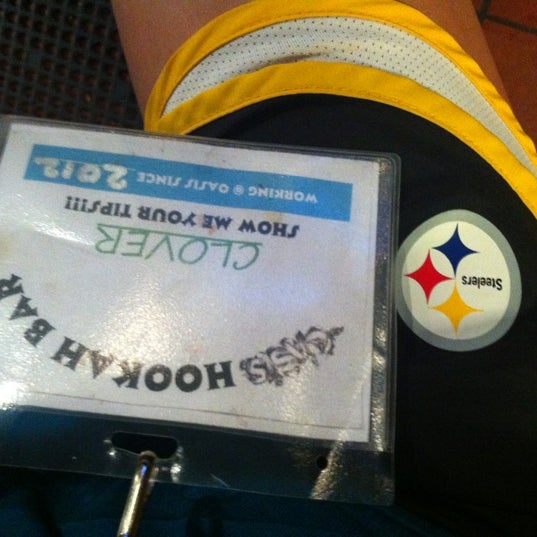 OASIS HOOKAH BAR
CLOVER
SHOW ME YOUR TIPS!!!
WORKING @ OASIS SINCE 2012
Steelers